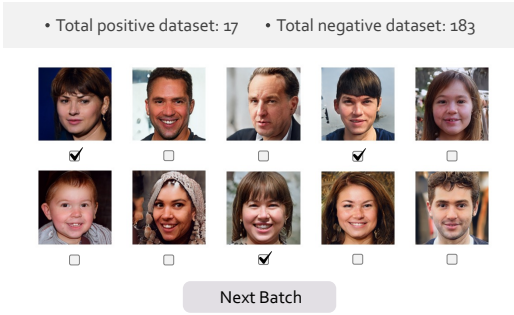 • Total positive dataset: 17 • Total negative dataset: 183
Next Batch